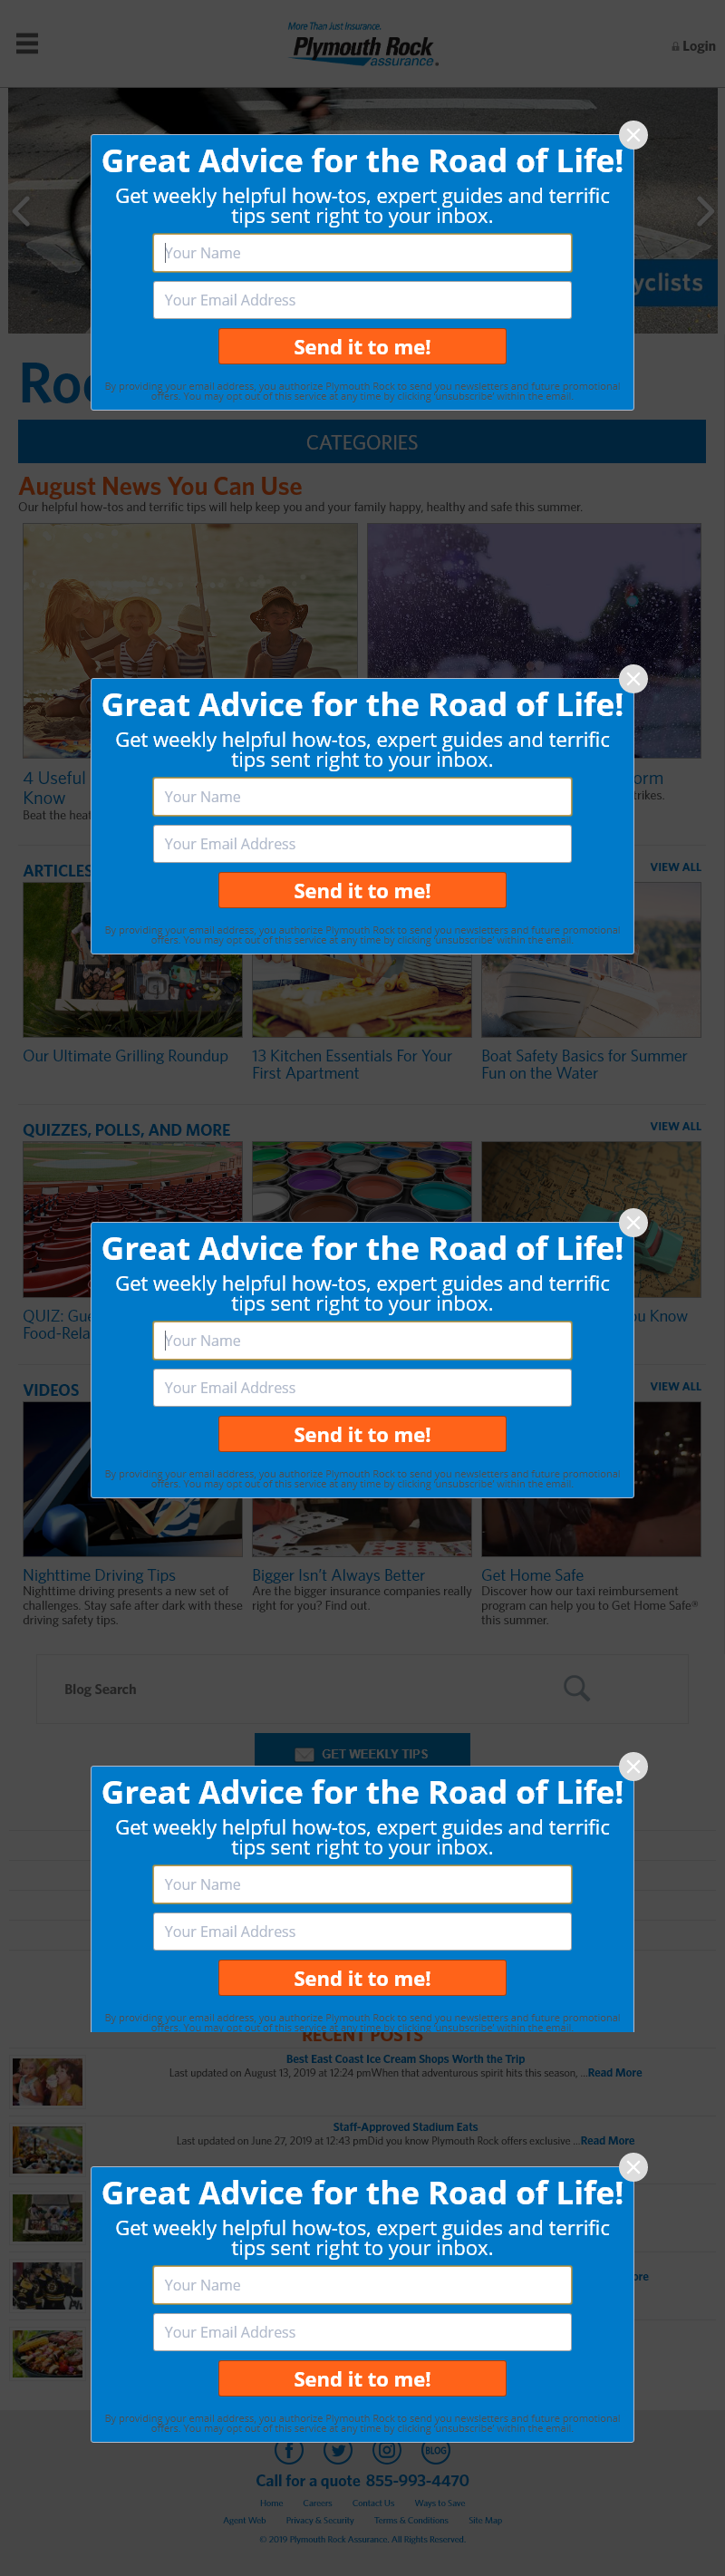 More Than Just Insurance.
Plymouth Rock
assurance.
Login
Great Advice for the Road of Life!
Get weekly helpful how-tos, expert guides and terrific
tips sent right to your inbox.
Your Name
Your Email Address
Send it to me!
By providing your email address, you authorize Plymouth Rock to send you newsletters and future promotional
offers. You may opt out of this service at any time by clicking 'unsubscribe' within the email.
CATEGORIES
August News You Can Use
Our helpful how-tos and terrific tips will help keep you and your family happy, healthy and safe this summer.
Great Advice for the Road of Life!
Get weekly helpful how-tos, expert guides and terrific
tips sent right to your inbox.
4 Useful
Know
Beat the heat
Your Name
Your Email Address
Send it to me!
By providing your email address, you authorize Plymouth Rock to send you newsletters and future promotional
offers. You may opt out of this service at any time by clicking 'unsubscribe' within the email.
ARTICLES
VIEW ALL
Our Ultimate Grilling Roundup
13 Kitchen Essentials For Your
First Apartment
Boat Safety Basics for Summer
Fun on the Water
QUIZZES, POLLS, AND MORE
VIEW ALL
Great Advice for the Road of Life!
Get weekly helpful how-tos, expert guides and terrific
tips sent right to your inbox.
QUIZ:
Know
Your Name
Your Email Address
Send it to me!
By providing your email address, you authorize Plymouth Rock to send you newsletters and future promotional
offers. You may opt out of this service at any time by clicking 'unsubscribe' within the email.
VIDEOS
VIEW ALL
Nighttime Driving Tips
Nighttime driving presents a new set of
challenges. Stay safe after dark with these
driving safety tips.
Bigger Isn't Always Better
Are the bigger insurance companies really
right for you? Find out.
Get Home Safe
Discover how our taxi reimbursement
program can help you to Get Home Safe®
this summer.
Blog Search
GET WEEKLY TIPS
Great Advice for the Road of Life!
Get weekly helpful how-tos, expert guides and terrific
tips sent right to your inbox.
Your Name
Your Email Address
Send it to me!
By providing your email address, you authorize Plymouth Rock to send you newsletters and future promotional
offers. You may opt out of this service at any time by clicking 'unsubscribe' within the email.
RECENT POSTS
Best East Coast Ice Cream Shops Worth the Trip
Last updated on August 13, 2019 at 12:24 pmWhen that adventurous spirit hits this season, ...Read More
Staff-Approved Stadium Eats
Last updated on June 27, 2019 at 12:43 pmDid you know Plymouth Rock offers exclusive ...Read More
Great Advice for the Road of Life!
Get weekly helpful how-tos, expert guides and terrific
tips sent right to your inbox.
Your Name
Your Email Address
Send it to me!
By providing your email address, you authorize Plymouth Rock to send you newsletters and future promotional
offers. You may opt out of this service at any time by clicking 'unsubscribe' within the email.
BLOG
Call for a quote 855-993-4470
Home Careers Contact Us Ways to Save
Agent Web Privacy & Security Terms & Conditions Site Map
© 2019 Plymouth Rock Assurance. All Rights Reserved.